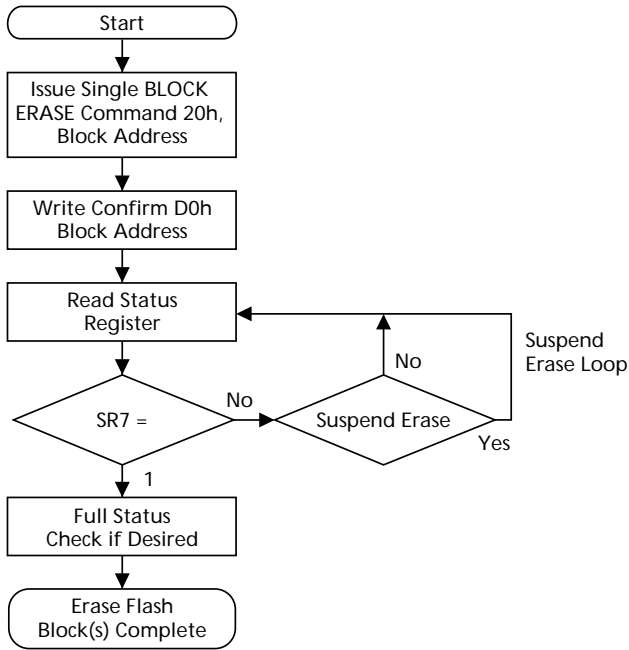 Start
Issue Single BLOCK
ERASE Command 20h,
Block Address
Write Confirm D0h
Block Address
Read Status
Register
Suspend
Erase Loop
No
No
SR7 =
Suspend Erase
Yes
1
Full Status
Check if Desired
Erase Flash
Block(s) Complete